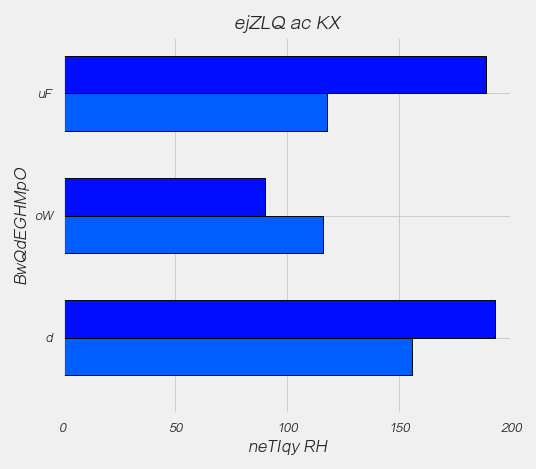 ejZLQ ac KX
BwQdEGHMpO
uF
oW
d
0 50 100 150 200
neTIqy RH